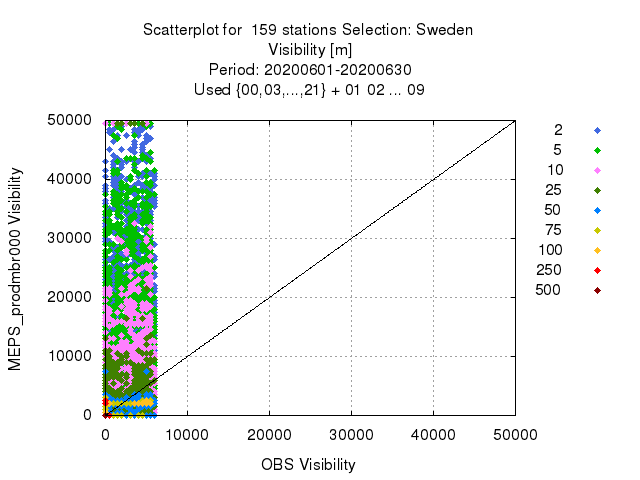 Scatterplot for 159 stations Selection: Sweden
Visibility [m]
Period: 20200601-20200630
Used {00,03,...,21} + 01 02 ... 09
50000
40000
30000
20000
10000
0
MEPS_prodmbr000 Visibility
0 10000 20000 30000 40000 50000
OBS Visibility
2
5
10
25
50
75
100
250
500